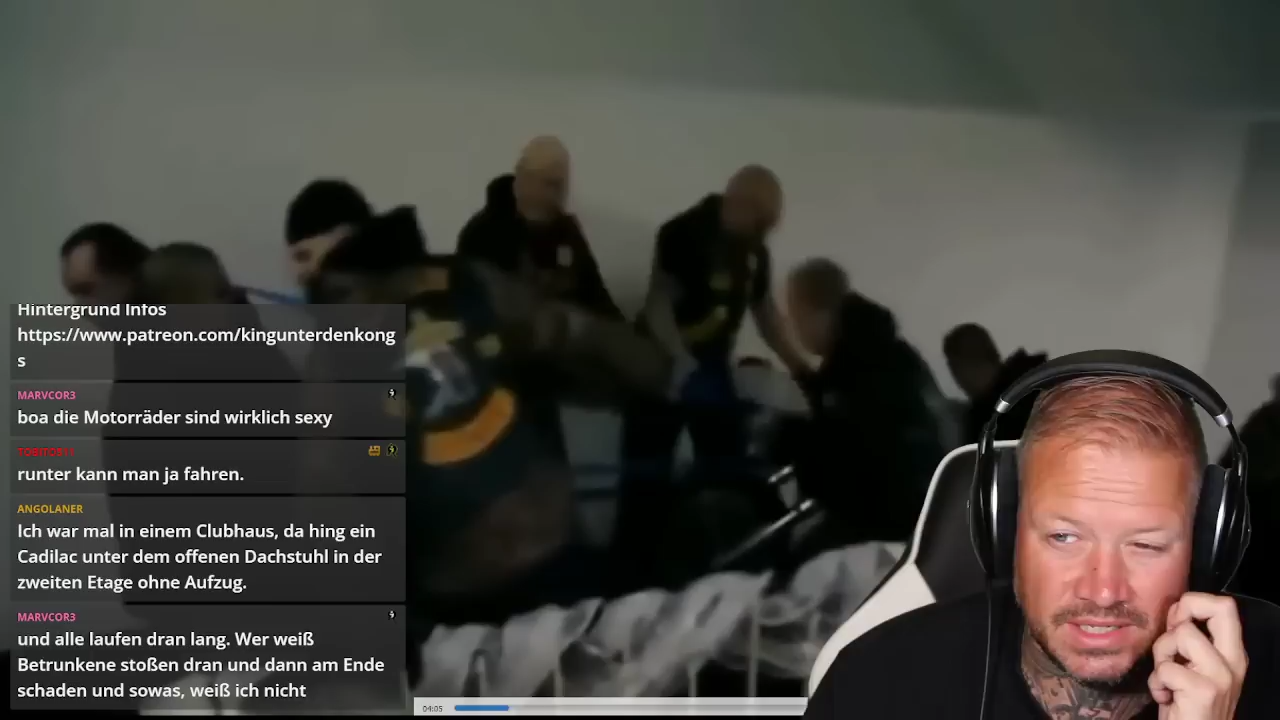 Hintergrund Infos
https://www.patreon.com/kingunterdenkong
s
MARVCOR3
boa die Motorräder sind wirklich sexy
TOBITOS11
runter kann man ja fahren.
ANGOLANER
Ich war mal in einem Clubhaus, da hing ein
Cadilac unter dem offenen Dachstuhl in der
zweiten Etage ohne Aufzug.
MARVCOR3
und alle laufen dran lang. Wer weiß
Betrunkene stoßen dran und dann am Ende
schaden und sowas, weiß ich nicht
04:05